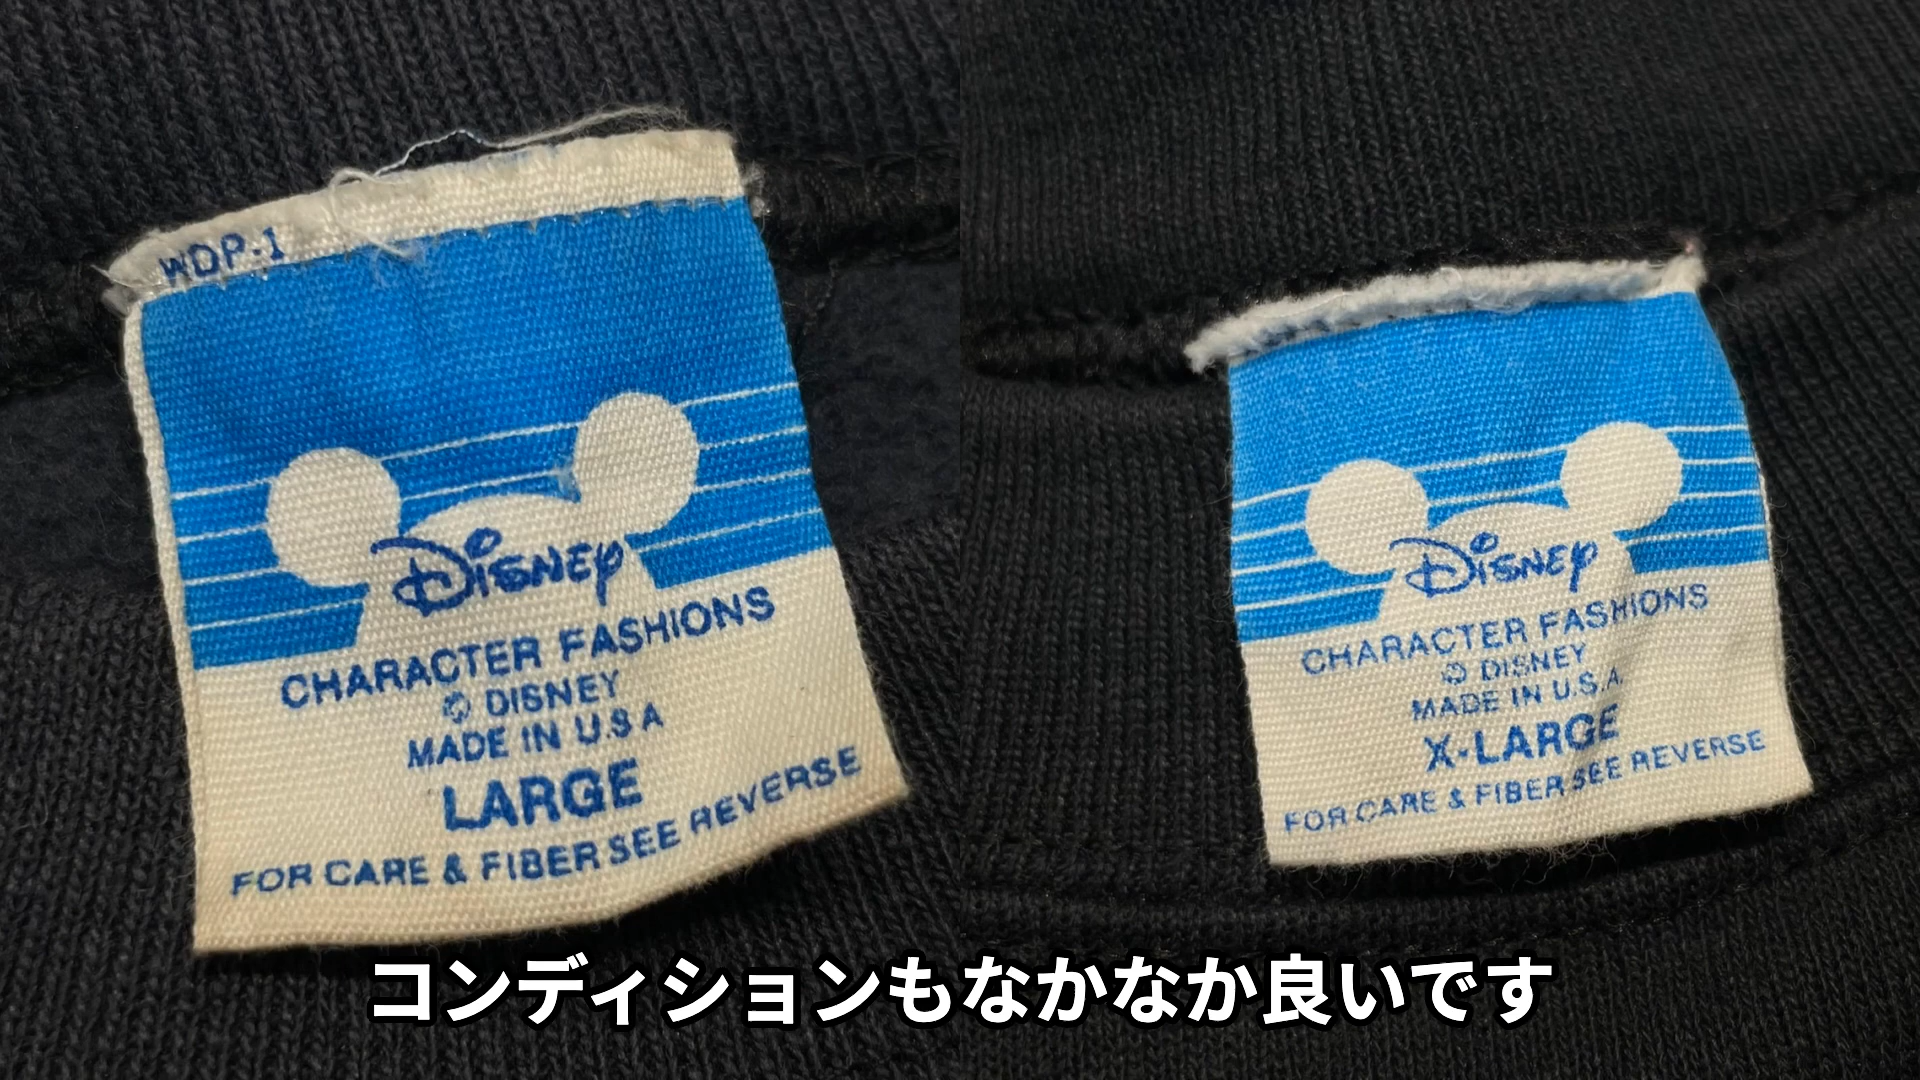 WDP-1
Disney
CHARACTER FASHIONS
© DISNEY
MADE IN U.S.A
LARGE
FOR CARE & FIBER SEE REVERSE
Disney
CHARACTER FASHIONS
© DISNEY
MADE IN U.S.A.
X-LARGE
FOR CARE & FIBER SEE REVERSE
コンディションもなかなか良いです